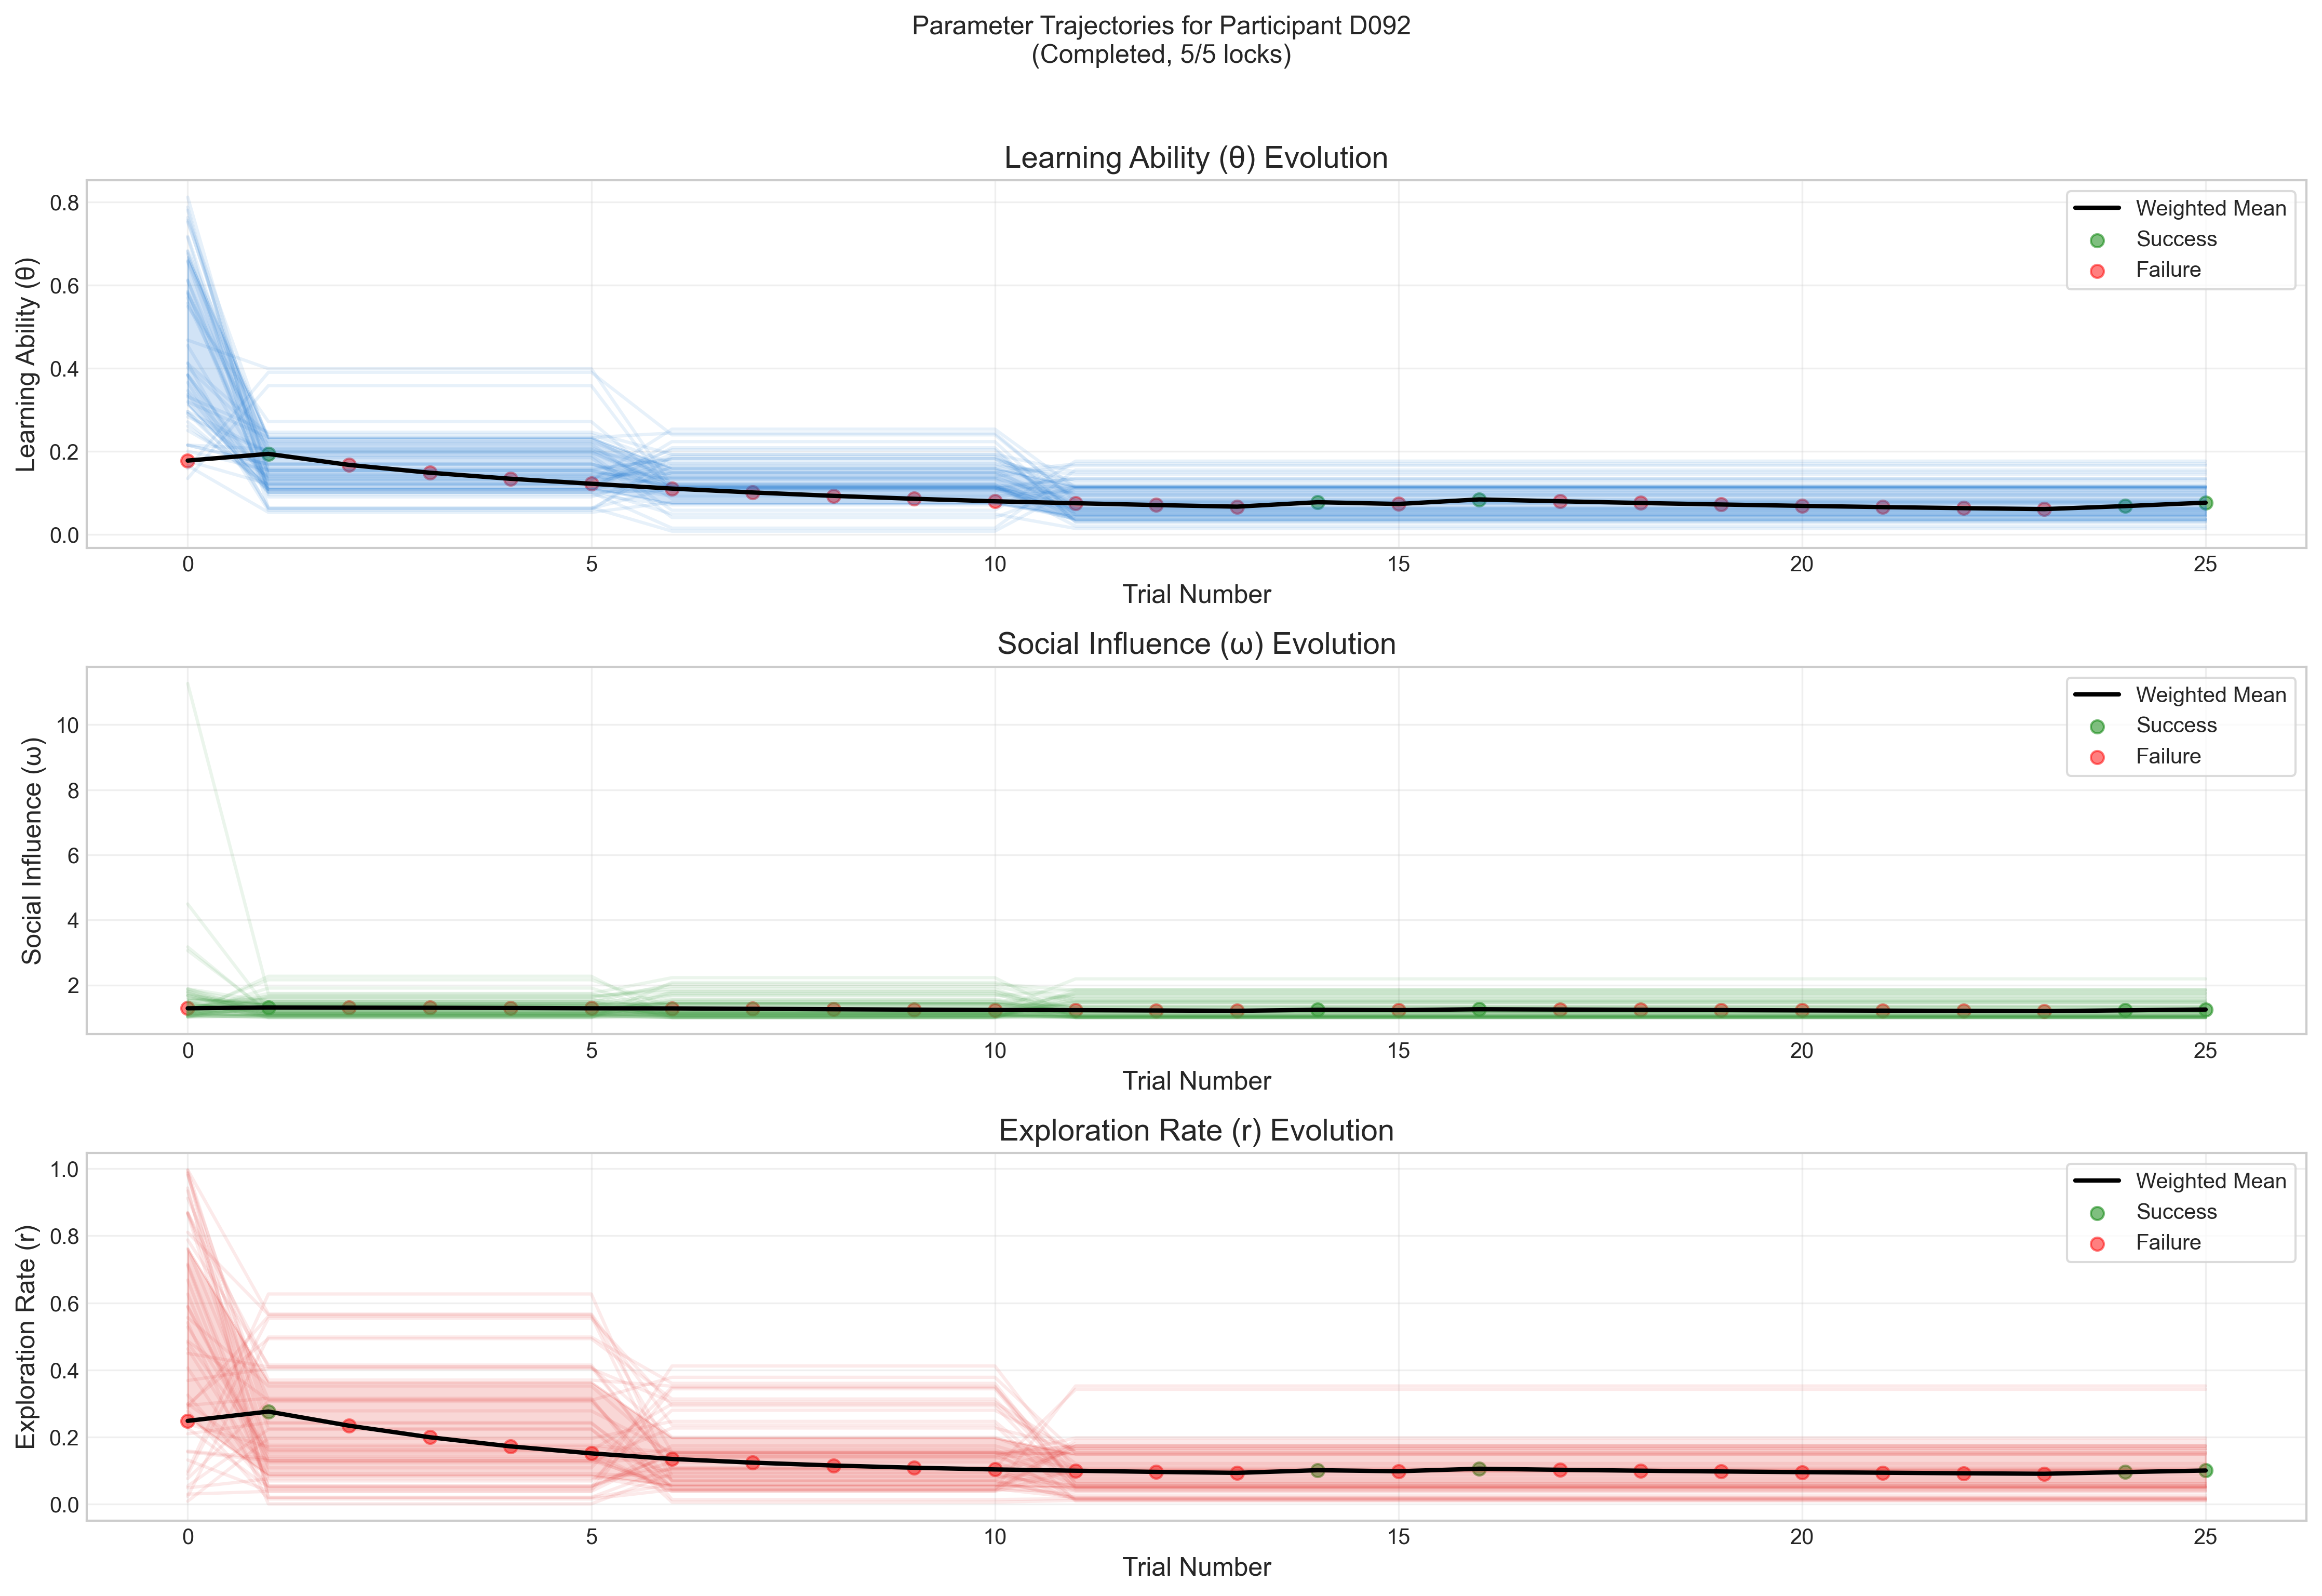 Parameter Trajectories for Participant D092
(Completed, 5/5 locks)
Learning Ability (θ) Evolution
Learning Ability (θ)
0.8
0.6
0.4
0.2
0.0
Weighted Mean
Success
Failure
0 5 10 15 20 25
Trial Number
Social Influence (ω) Evolution
Social Influence (ω)
10
8
6
4
2
Weighted Mean
Success
Failure
0 5 10 15 20 25
Trial Number
Exploration Rate (r) Evolution
Exploration Rate (r)
1.0
0.8
0.6
0.4
0.2
0.0
Weighted Mean
Success
Failure
0 5 10 15 20 25
Trial Number